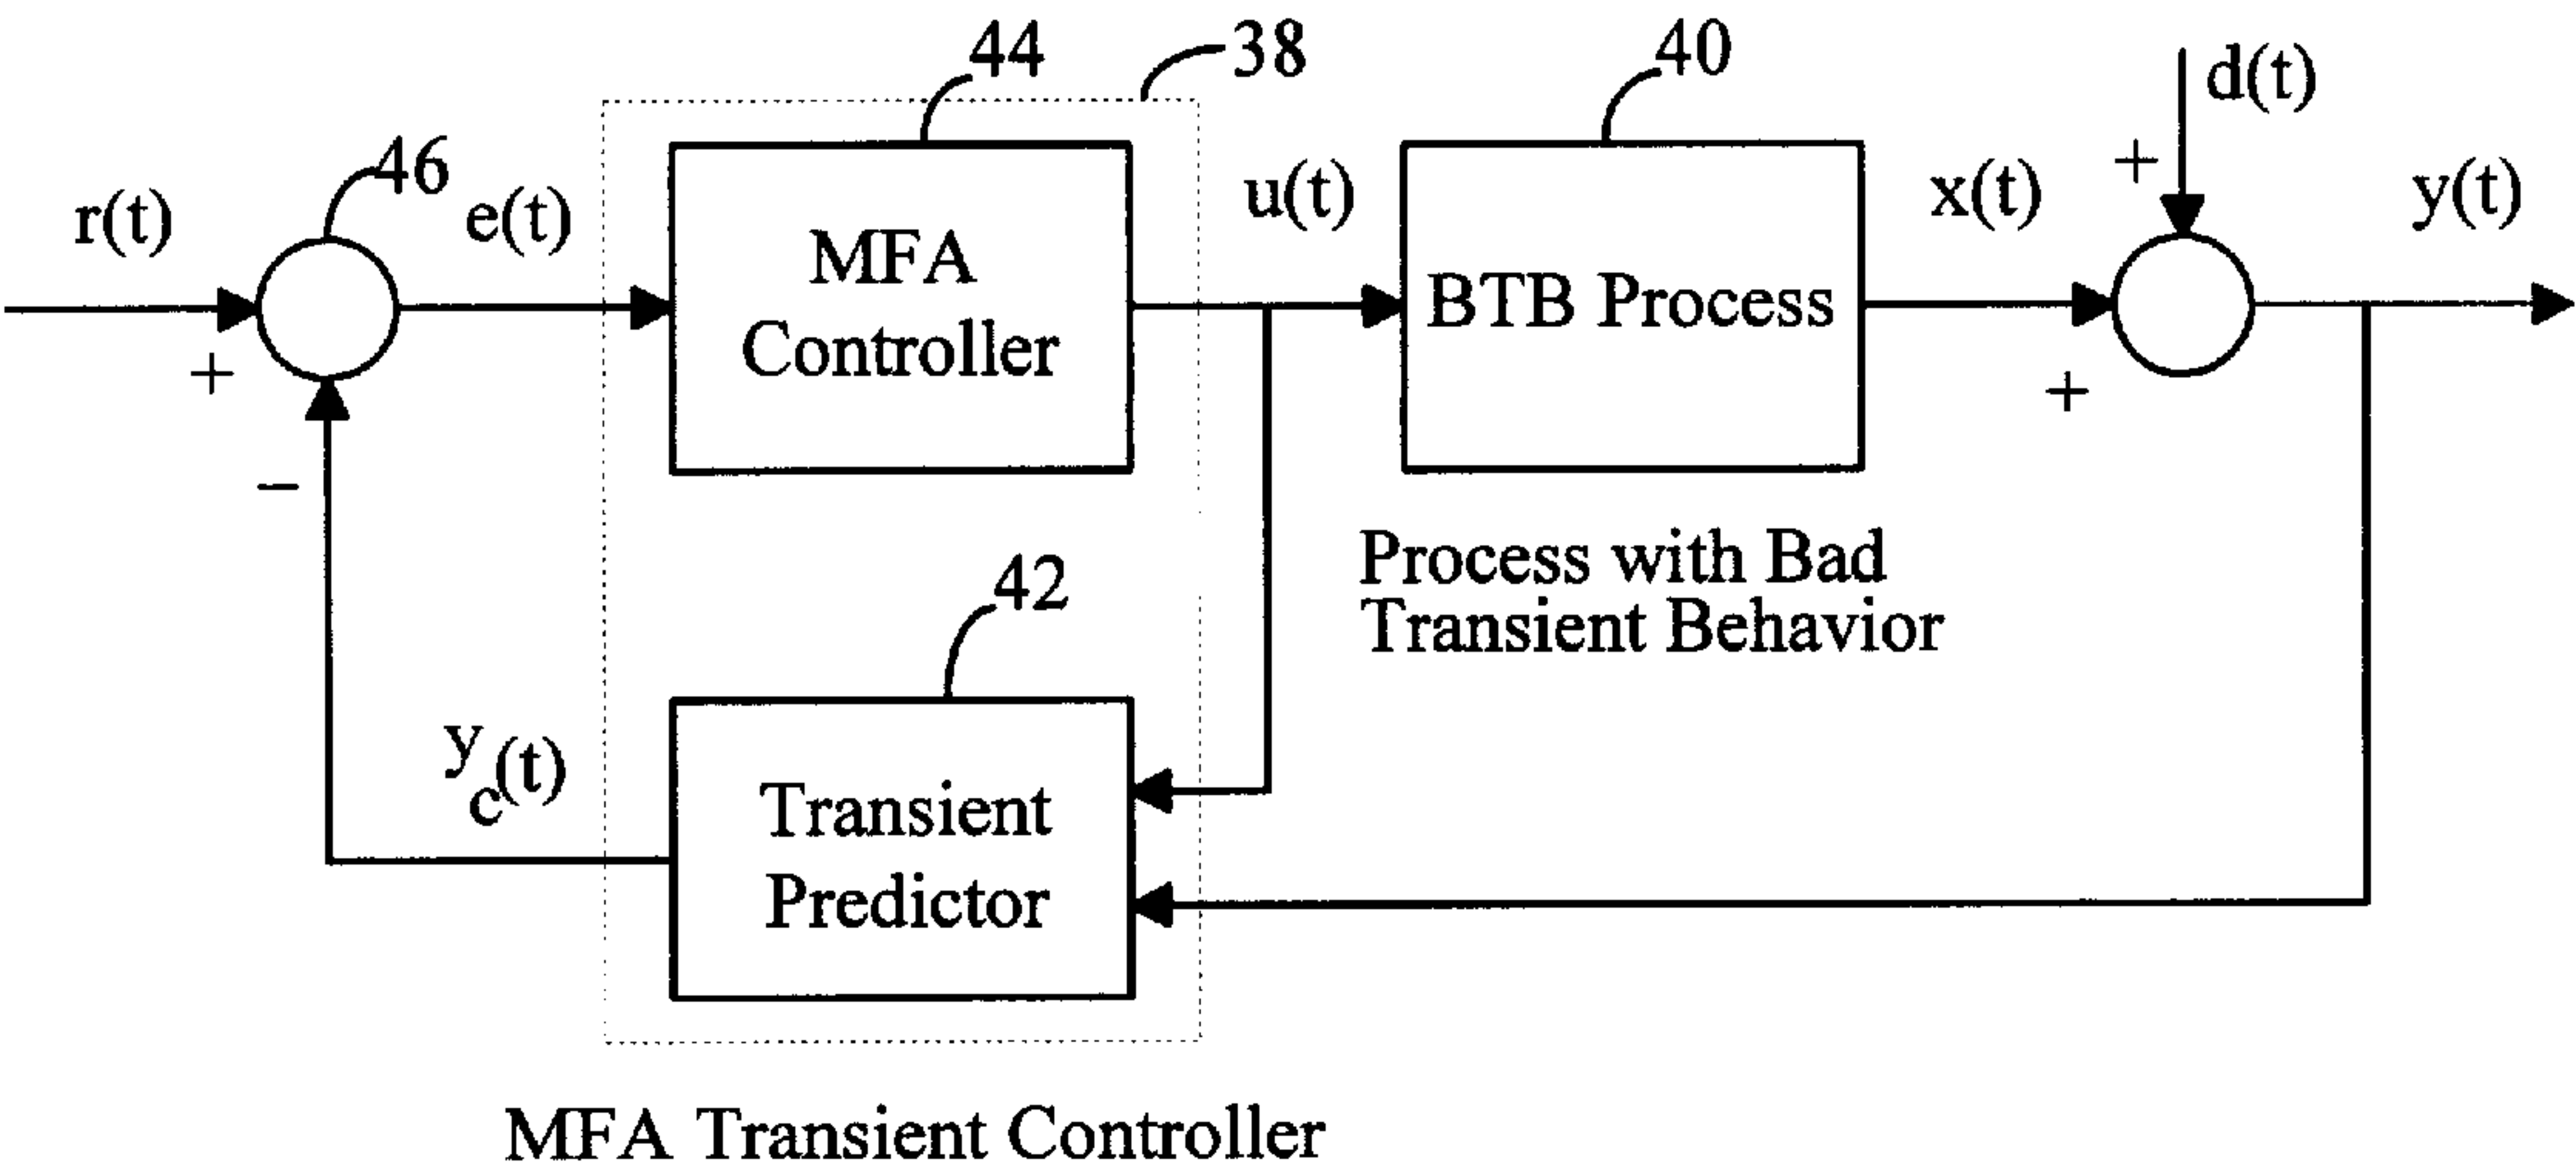 44
38
40
d(t)
46
r(t)
+
e(t)
MFA
Controller
u(t)
BTB Process
x(t)
+
+
y(t)
−
Process with Bad
Transient Behavior
42
yc(t)
Transient
Predictor
MFA Transient Controller